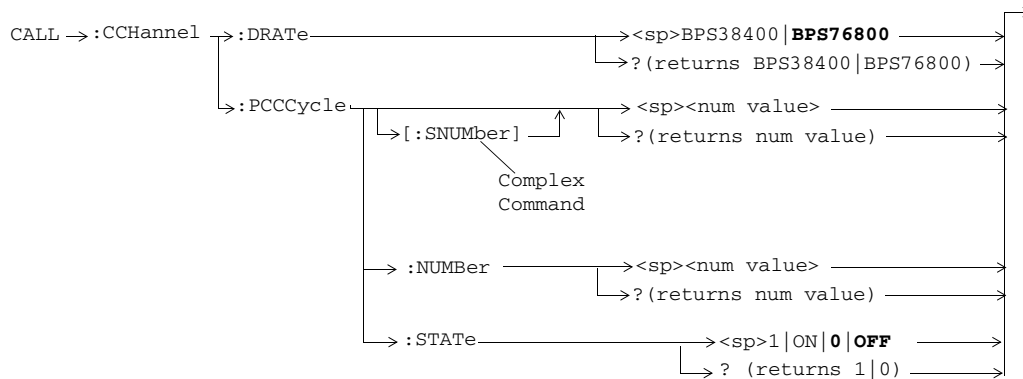 CALL :CCHannel :DRATe <sp>BPS38400|BPS76800
?(returns BPS38400|BPS76800)
:PCCCycle <sp><num value>
[:SNUMber] ?(returns num value)
Complex
Command
:NUMBer <sp><num value>
?(returns num value)
:STATe <sp>1|ON|0|OFF
? (returns 1|0)